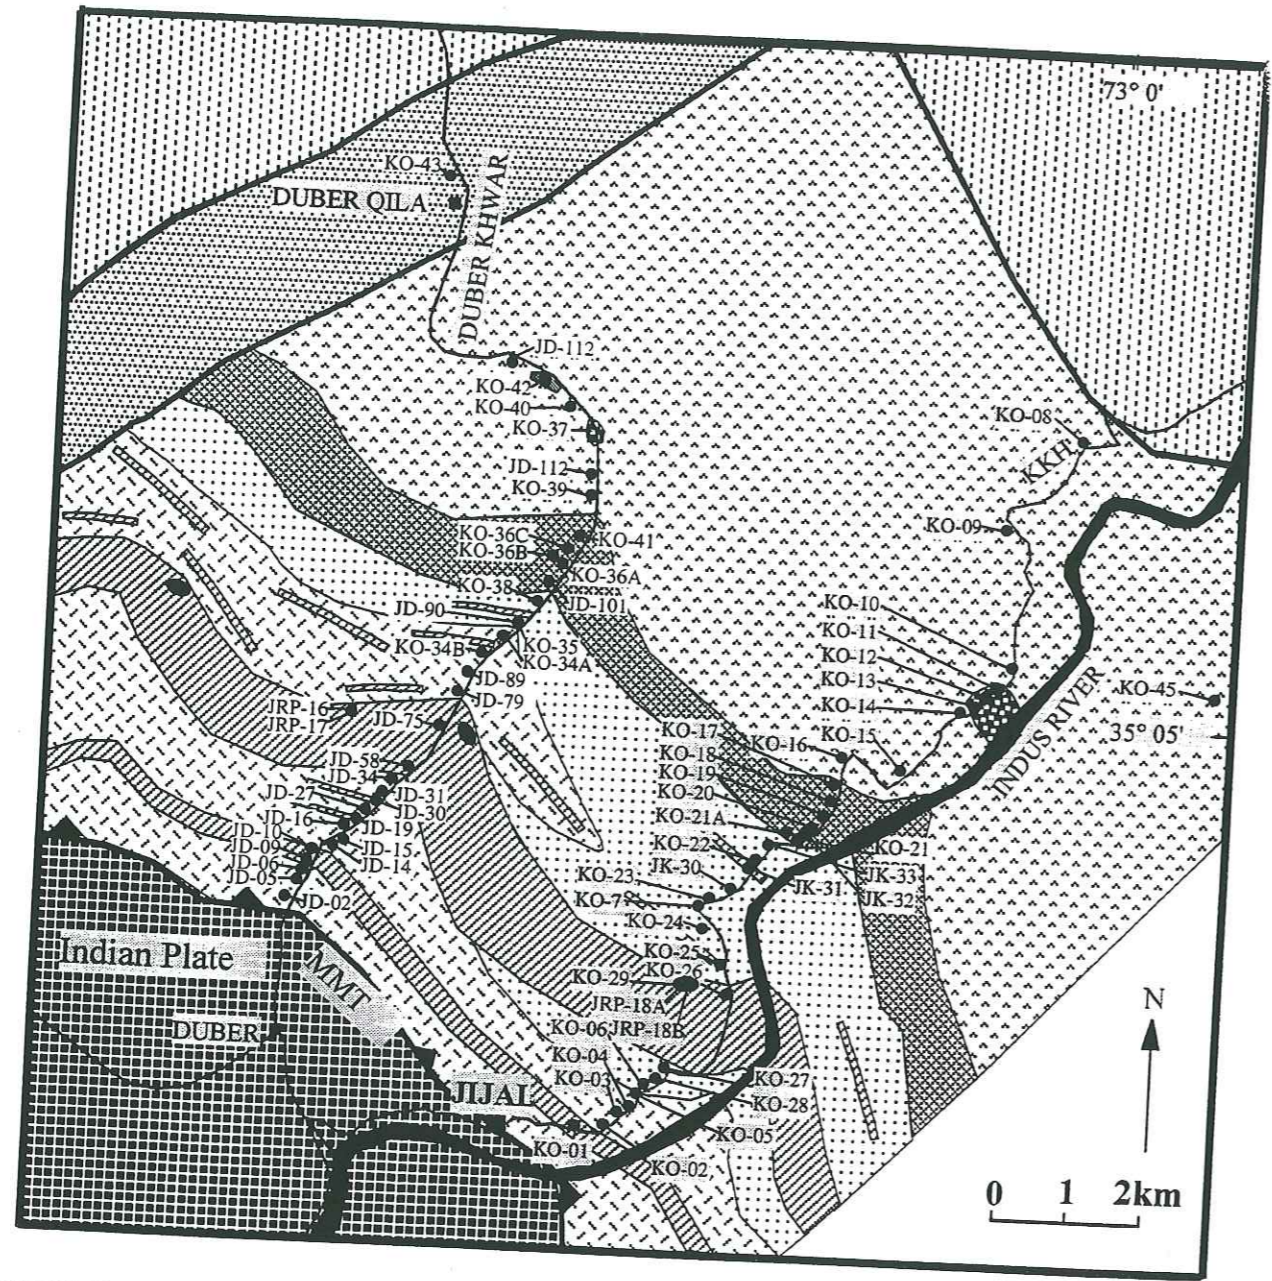 73° 0'
KO-43
DUBER QILA
DUBER KHWAR
JD-112
KO-42
KO-40
KO-37
JD-112
KO-39
KO-08
KKH
KO-09
KO-36C
KO-36B
KO-41
KO-36A
KO-38
JD-101
JD-90
KO-35
KO-34B
KO-34A
JD-89
JD-79
JRP-16
JRP-17
JD-75
KO-10
KO-11
KO-12
KO-13
KO-14
KO-15
KO-45
35° 05'
INDUS RIVER
KO-17
KO-16
KO-18
KO-19
KO-20
KO-21A
KO-22
KO-21
JK-30
JK-33
JK-31
JK-32
KO-23
KO-7
KO-24
KO-25
KO-26
KO-29
JRP-18A
KO-06
JRP-18B
JD-58
JD-34
JD-27
JD-31
JD-30
JD-16
JD-19
JD-10
JD-09
JD-15
JD-06
JD-14
JD-05
JD-02
Indian Plate
MMT
DUBER
KO-04
KO-03
KO-27
KO-28
JIJAL
KO-05
KO-01
KO-02
N
0 1 2km